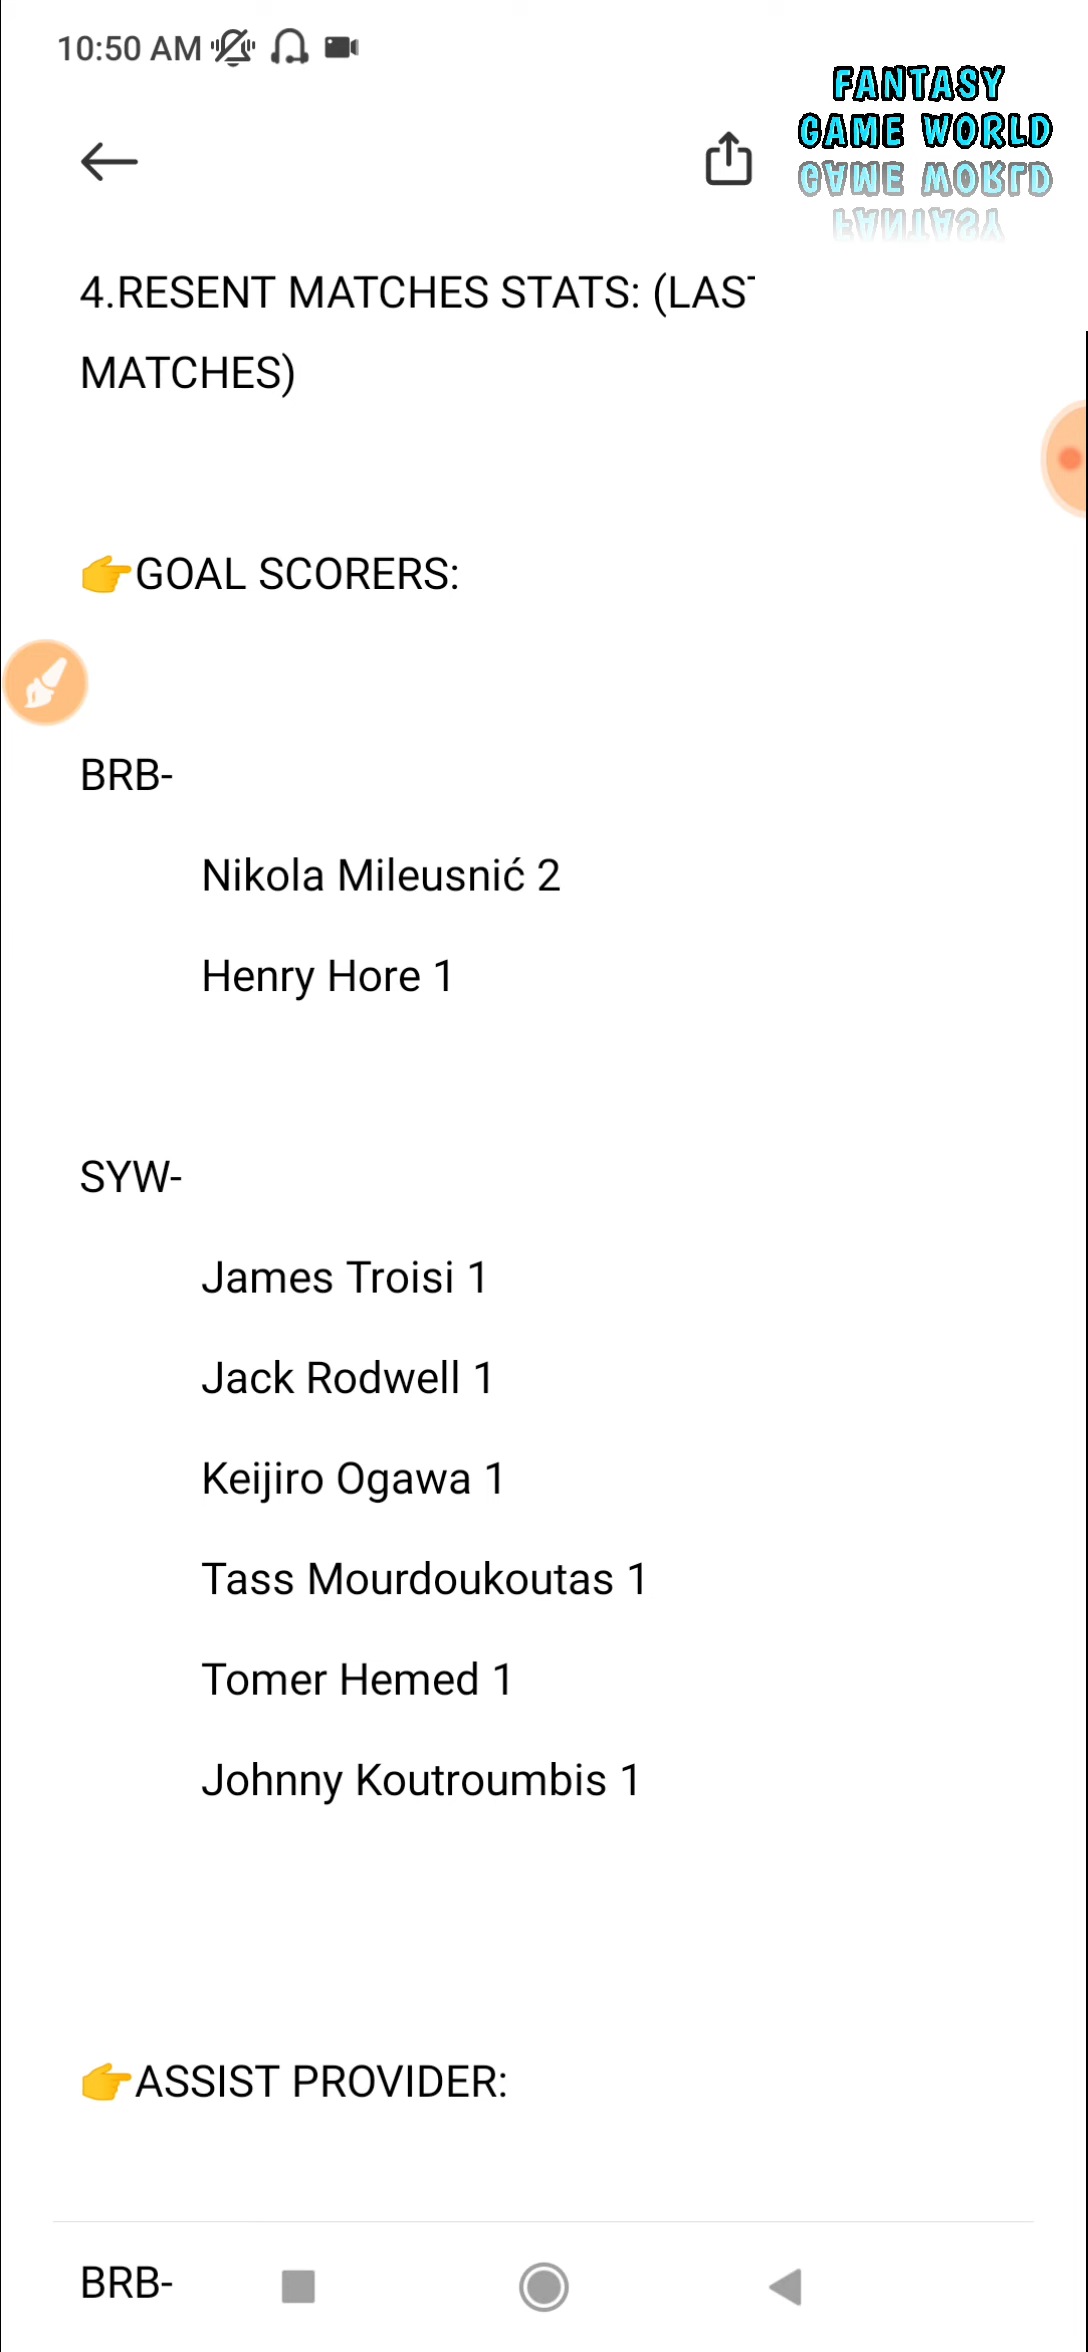 10:50 AM
FANTASY
GAME WORLD
4.RESENT MATCHES STATS: (LAST
MATCHES)
👉GOAL SCORERS:
BRB-
Nikola Mileusnić 2
Henry Hore 1
SYW-
James Troisi 1
Jack Rodwell 1
Keijiro Ogawa 1
Tass Mourdoukoutas 1
Tomer Hemed 1
Johnny Koutroumbis 1
👉ASSIST PROVIDER:
BRB-